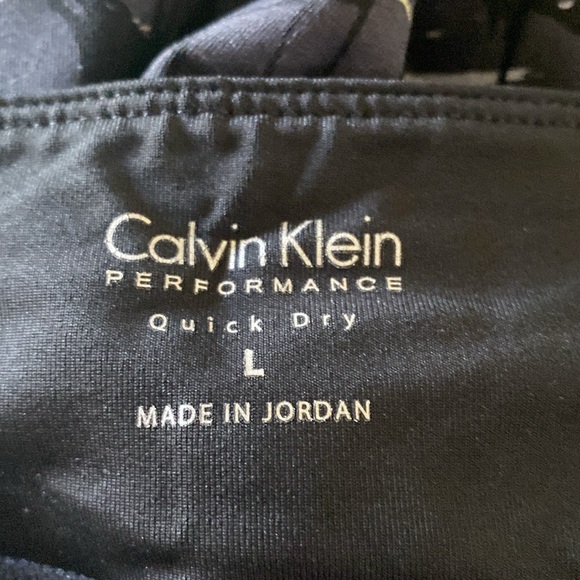 Calvin Klein
PERFORMANCE
Quick Dry
L
MADE IN JORDAN